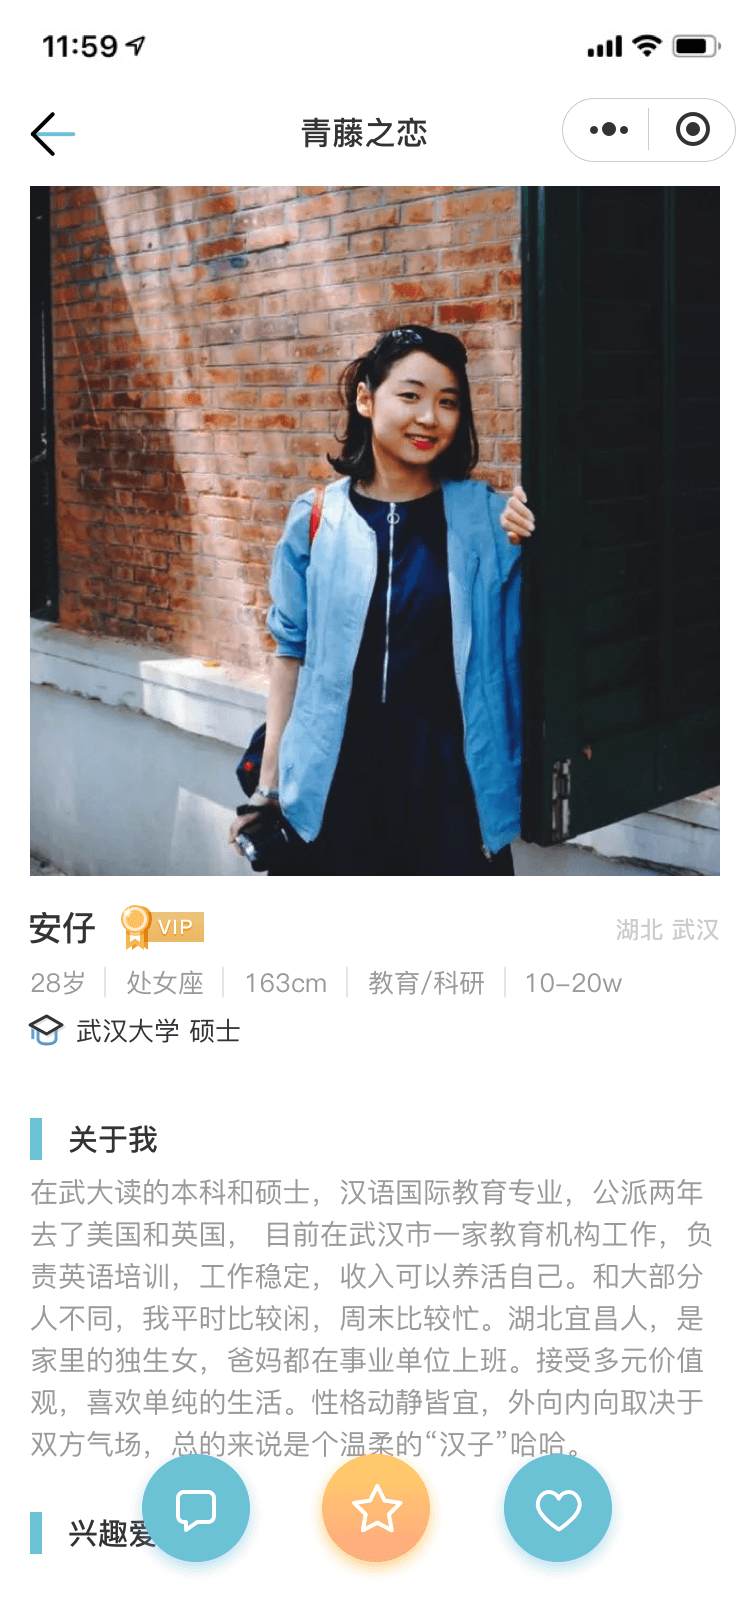 11:59
青藤之恋
安仔 VIP 湖北 武汉
28岁 处女座 163cm 教育/科研 10-20w
武汉大学 硕士
关于我
在武大读的本科和硕士，汉语国际教育专业，公派两年
去了美国和英国， 目前在武汉市一家教育机构工作，负
责英语培训，工作稳定，收入可以养活自己。和大部分
人不同，我平时比较闲，周末比较忙。湖北宜昌人，是
家里的独生女，爸妈都在事业单位上班。接受多元价值
观，喜欢单纯的生活。性格动静皆宜，外向内向取决于
双方气场，总的来说是个温柔的“汉子”哈哈。
兴趣爱